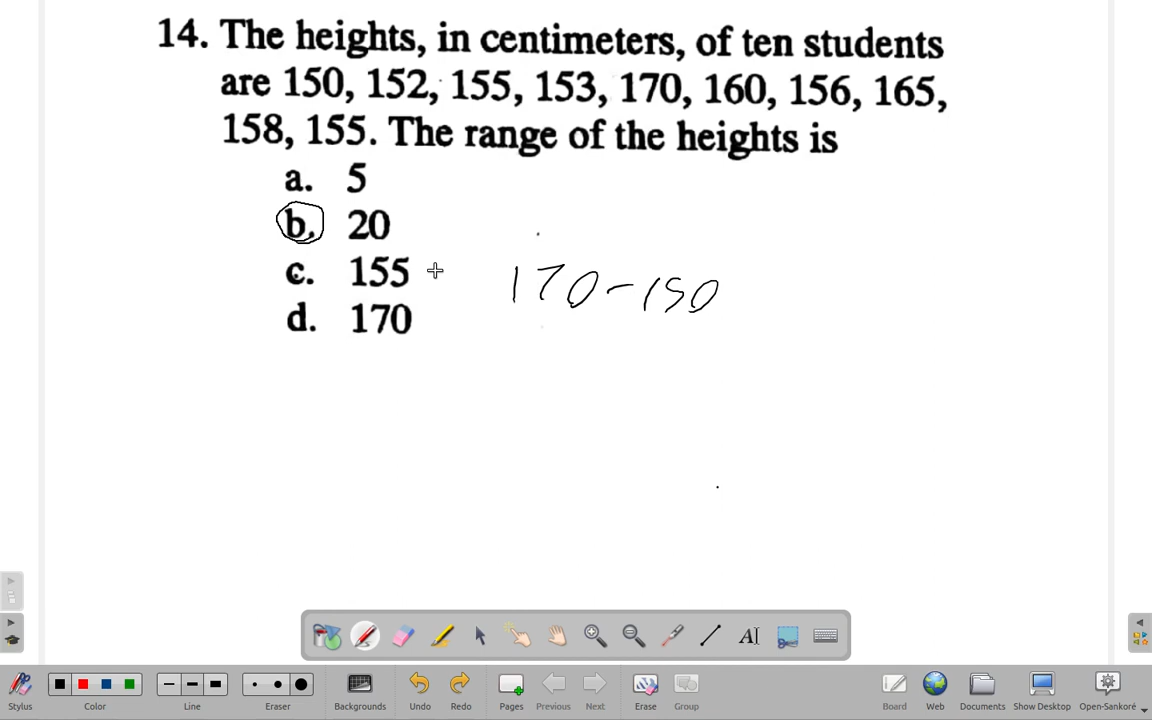 14. The heights, in centimeters, of ten students
are 150, 152, 155, 153, 170, 160, 156, 165,
158, 155. The range of the heights is
a. 5
b. 20
c. 155
d. 170
170-150
Stylus
Color
Line
Eraser
Backgrounds
Undo
Redo
Pages
Previous
Next
Erase
Group
Board
Web
Documents
Show Desktop
Open-Sankoré